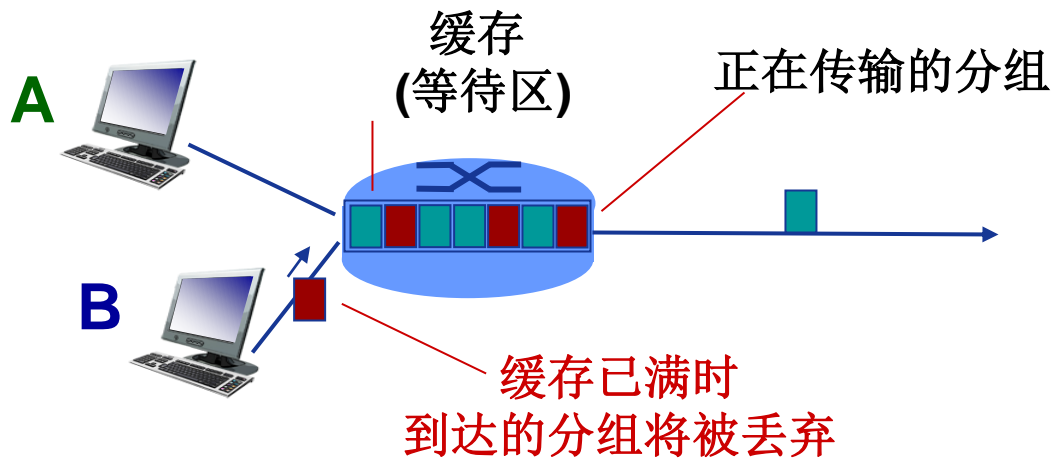 缓存
(等待区)
正在传输的分组
A
B
缓存已满时
到达的分组将被丢弃